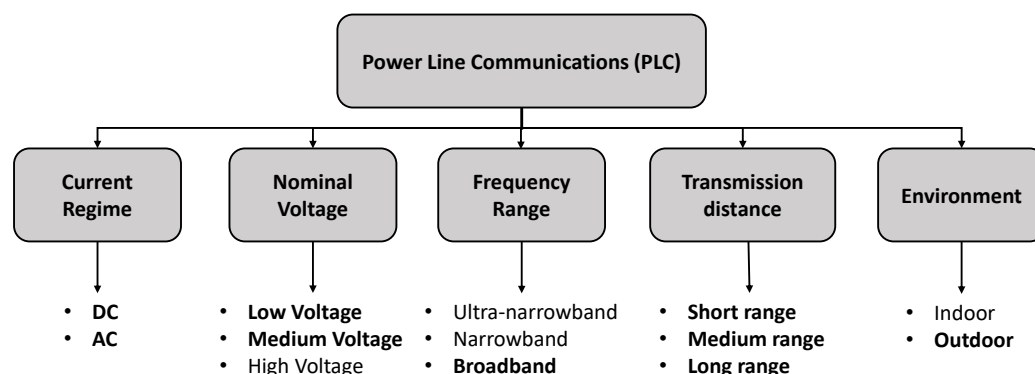 Power Line Communications (PLC)
Current
Regime
Nominal
Voltage
Frequency
Range
Transmission
distance
Environment
• DC
• AC
• Low Voltage
• Medium Voltage
• High Voltage
• Ultra-narrowband
• Narrowband
• Broadband
• Short range
• Medium range
• Long range
• Indoor
• Outdoor